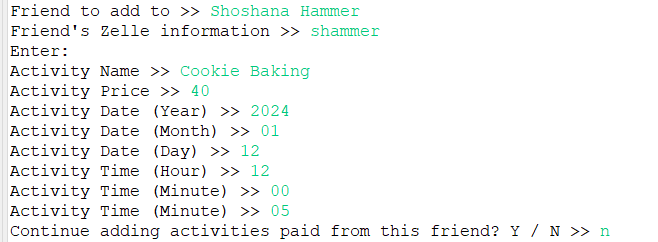 Friend to add to >> Shoshana Hammer
Friend's Zelle information >> shammer
Enter:
Activity Name >> Cookie Baking
Activity Price >> 40
Activity Date (Year) >> 2024
Activity Date (Month) >> 01
Activity Date (Day) >> 12
Activity Time (Hour) >> 12
Activity Time (Minute) >> 00
Activity Time (Minute) >> 05
Continue adding activities paid from this friend? Y / N >> n